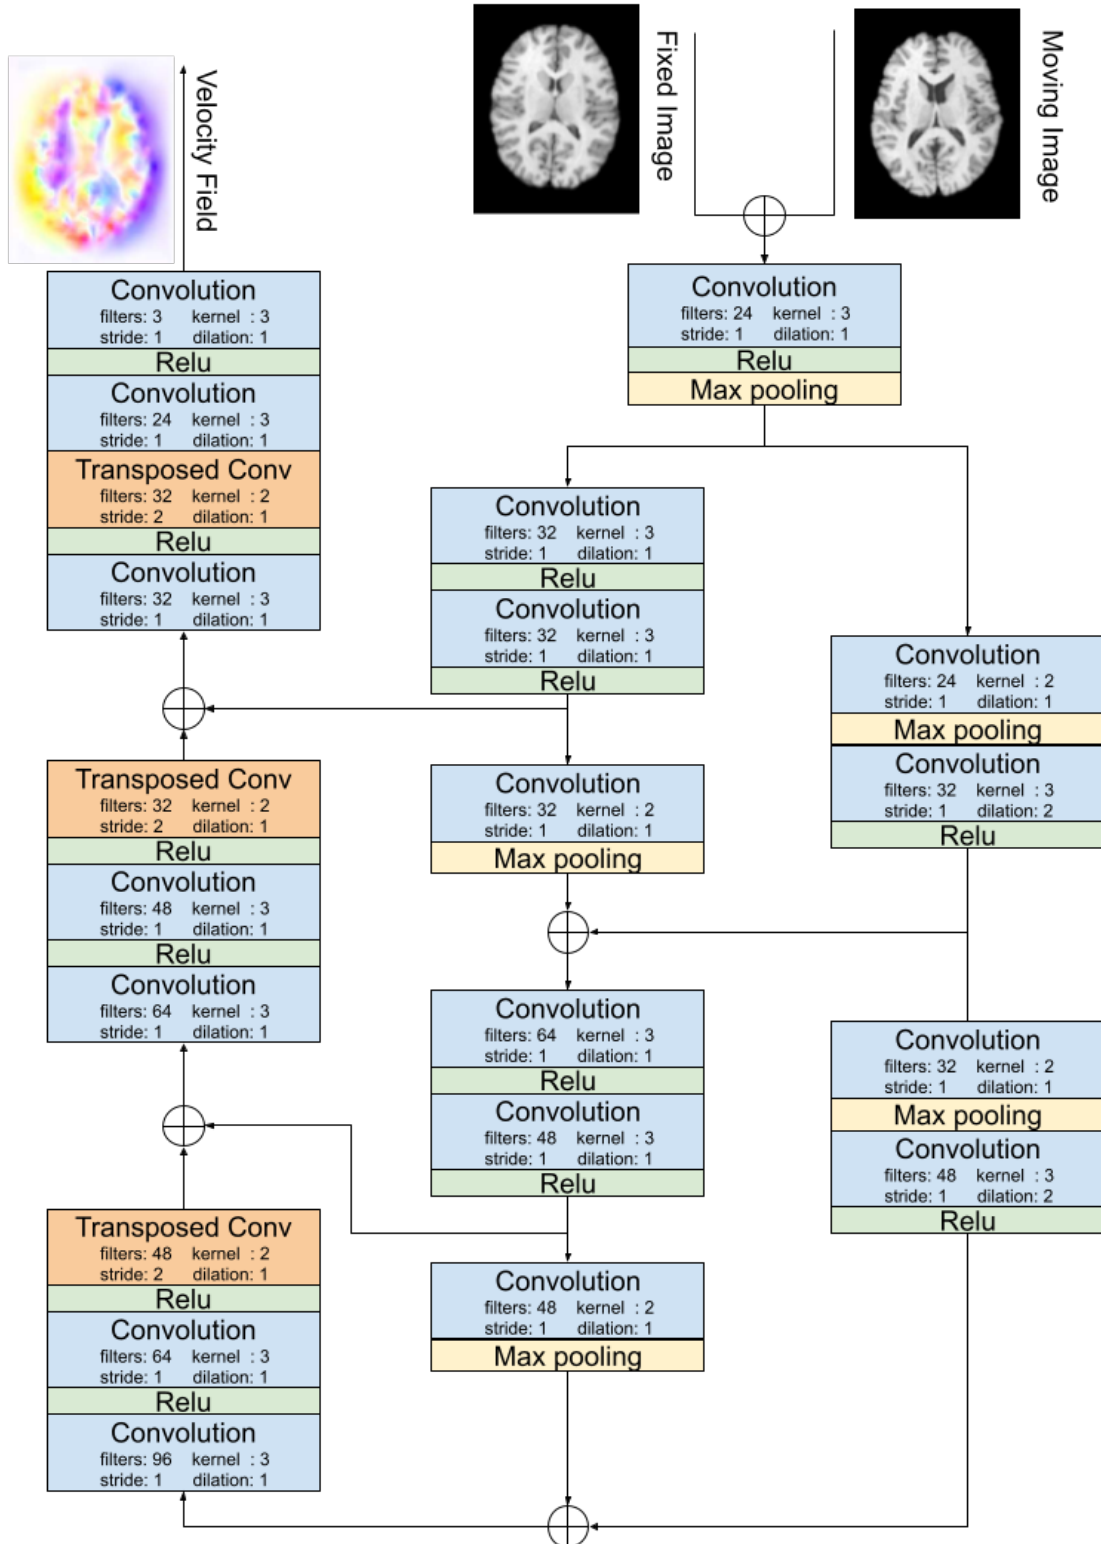 Fixed Image
Moving Image
Velocity Field
Convolution
filters: 24 kernel : 3
stride: 1 dilation: 1
Relu
Max pooling
Convolution
filters: 32 kernel : 3
stride: 1 dilation: 1
Relu
Convolution
filters: 32 kernel : 3
stride: 1 dilation: 1
Relu
Convolution
filters: 32 kernel : 2
stride: 1 dilation: 1
Max pooling
Convolution
filters: 64 kernel : 3
stride: 1 dilation: 1
Relu
Convolution
filters: 48 kernel : 3
stride: 1 dilation: 1
Relu
Convolution
filters: 48 kernel : 2
stride: 1 dilation: 1
Max pooling
Convolution
filters: 24 kernel : 2
stride: 1 dilation: 1
Max pooling
Convolution
filters: 32 kernel : 3
stride: 1 dilation: 2
Relu
Convolution
filters: 32 kernel : 2
stride: 1 dilation: 1
Max pooling
Convolution
filters: 48 kernel : 3
stride: 1 dilation: 2
Relu
Convolution
filters: 3 kernel : 3
stride: 1 dilation: 1
Relu
Convolution
filters: 24 kernel : 3
stride: 1 dilation: 1
Transposed Conv
filters: 32 kernel : 2
stride: 2 dilation: 1
Relu
Convolution
filters: 32 kernel : 3
stride: 1 dilation: 1
Transposed Conv
filters: 32 kernel : 2
stride: 2 dilation: 1
Relu
Convolution
filters: 48 kernel : 3
stride: 1 dilation: 1
Relu
Convolution
filters: 64 kernel : 3
stride: 1 dilation: 1
Transposed Conv
filters: 48 kernel : 2
stride: 2 dilation: 1
Relu
Convolution
filters: 64 kernel : 3
stride: 1 dilation: 1
Relu
Convolution
filters: 96 kernel : 3
stride: 1 dilation: 1